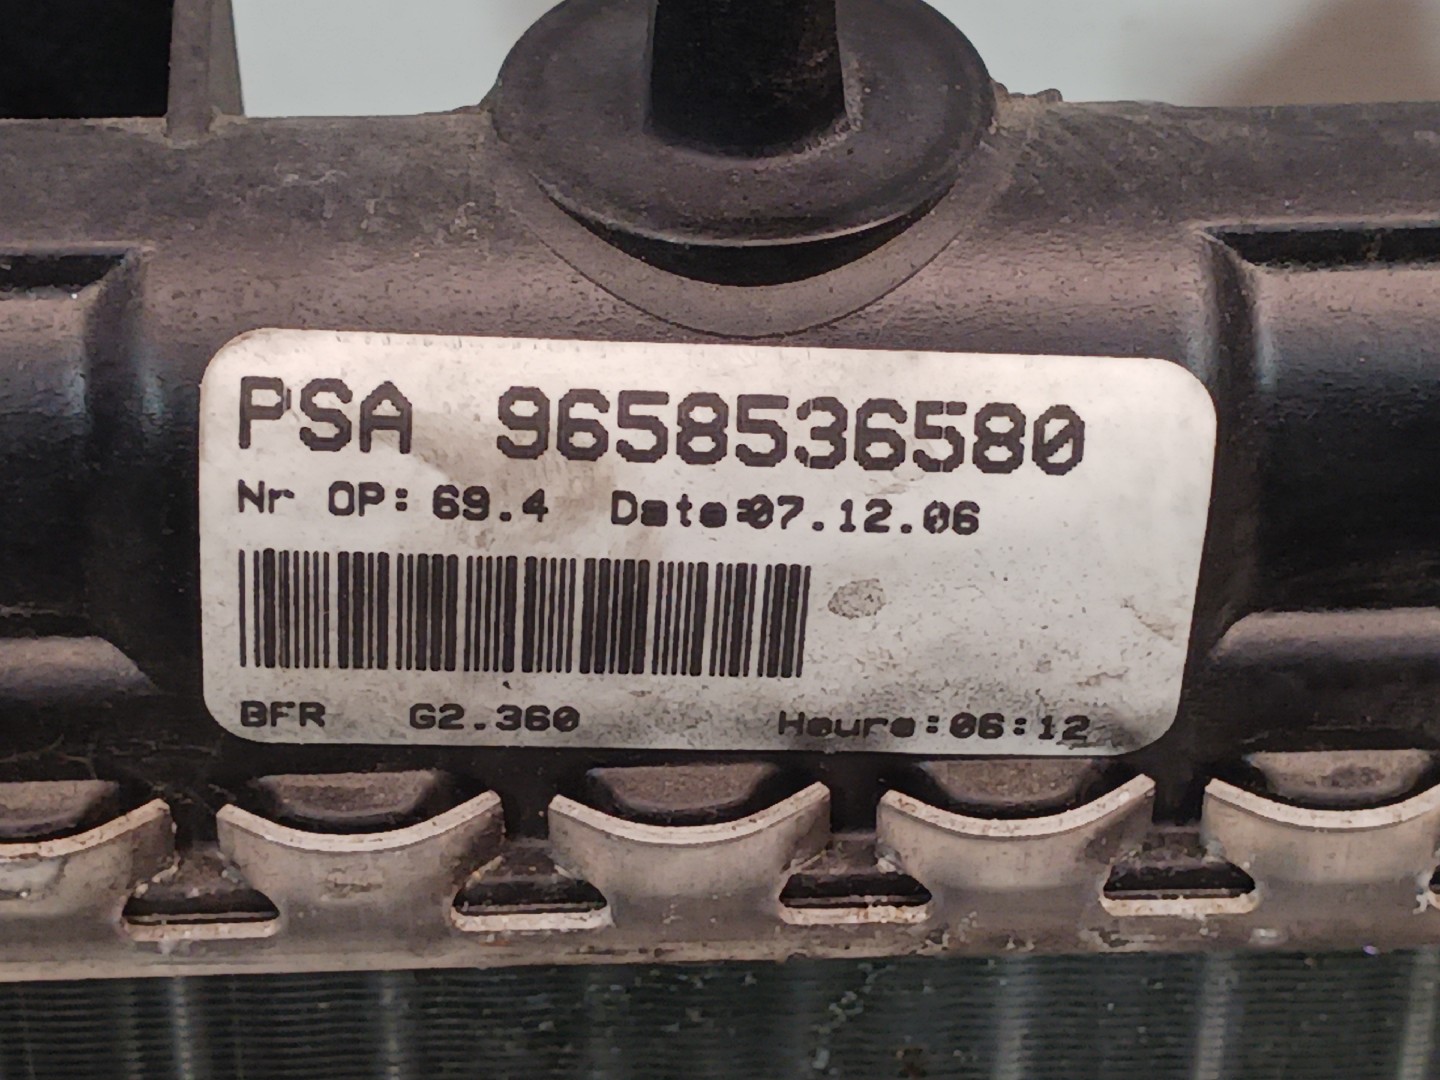 PSA 9658536580
Nr OP: 69.4 Date:07.12.06
BFR G2.360 Heure:06:12